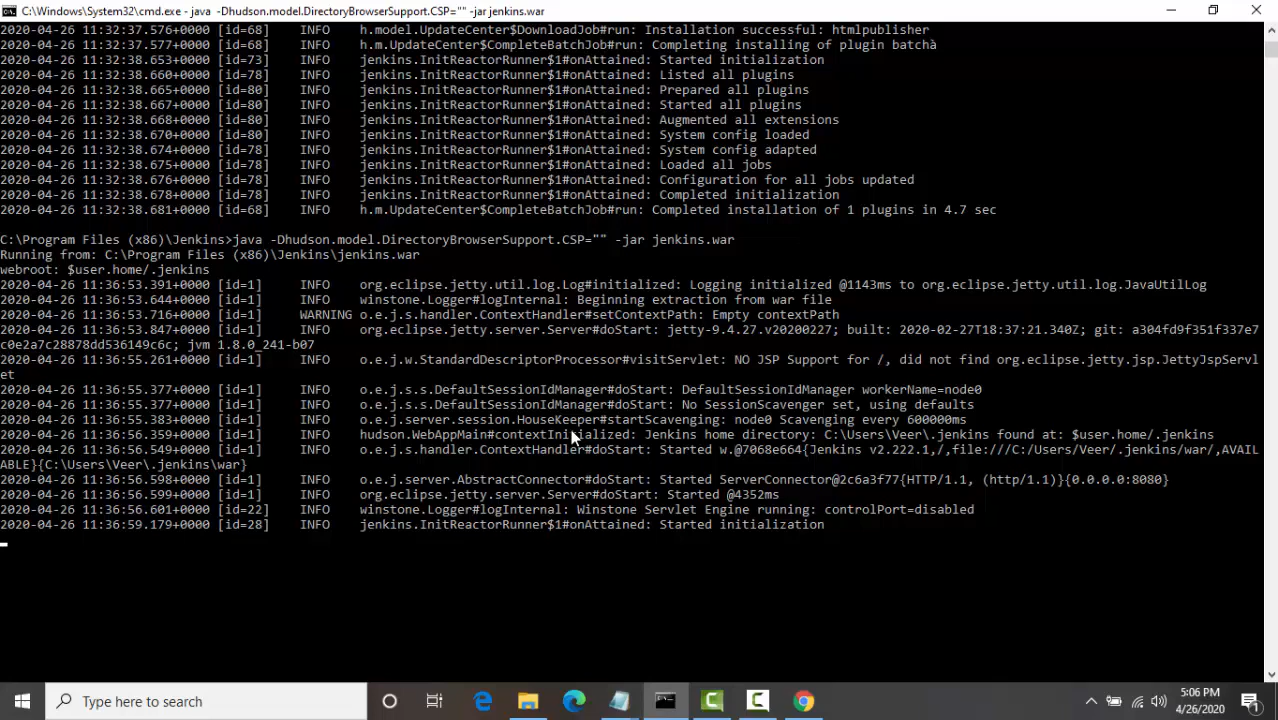 C:\Windows\System32\cmd.exe - java -Dhudson.model.DirectoryBrowserSupport.CSP="" -jar jenkins.war
2020-04-26 11:32:37.576+0000 [id=68] INFO h.model.UpdateCenter$DownloadJob#run: Installation successful: htmlpublisher
2020-04-26 11:32:37.577+0000 [id=68] INFO h.m.UpdateCenter$CompleteBatchJob#run: Completing installing of plugin batchà
2020-04-26 11:32:38.653+0000 [id=73] INFO jenkins.InitReactorRunner$1#onAttained: Started initialization
2020-04-26 11:32:38.660+0000 [id=78] INFO jenkins.InitReactorRunner$1#onAttained: Listed all plugins
2020-04-26 11:32:38.665+0000 [id=80] INFO jenkins.InitReactorRunner$1#onAttained: Prepared all plugins
2020-04-26 11:32:38.667+0000 [id=80] INFO jenkins.InitReactorRunner$1#onAttained: Started all plugins
2020-04-26 11:32:38.668+0000 [id=80] INFO jenkins.InitReactorRunner$1#onAttained: Augmented all extensions
2020-04-26 11:32:38.670+0000 [id=80] INFO jenkins.InitReactorRunner$1#onAttained: System config loaded
2020-04-26 11:32:38.674+0000 [id=78] INFO jenkins.InitReactorRunner$1#onAttained: System config adapted
2020-04-26 11:32:38.675+0000 [id=78] INFO jenkins.InitReactorRunner$1#onAttained: Loaded all jobs
2020-04-26 11:32:38.676+0000 [id=78] INFO jenkins.InitReactorRunner$1#onAttained: Configuration for all jobs updated
2020-04-26 11:32:38.678+0000 [id=78] INFO jenkins.InitReactorRunner$1#onAttained: Completed initialization
2020-04-26 11:32:38.681+0000 [id=68] INFO h.m.UpdateCenter$CompleteBatchJob#run: Completed installation of 1 plugins in 4.7 sec
C:\Program Files (x86)\Jenkins>java -Dhudson.model.DirectoryBrowserSupport.CSP="" -jar jenkins.war
Running from: C:\Program Files (x86)\Jenkins\jenkins.war
webroot: $user.home/.jenkins
2020-04-26 11:36:53.391+0000 [id=1] INFO org.eclipse.jetty.util.log.Log#initialized: Logging initialized @1143ms to org.eclipse.jetty.util.log.JavaUtilLog
2020-04-26 11:36:53.644+0000 [id=1] INFO winstone.Logger#logInternal: Beginning extraction from war file
2020-04-26 11:36:53.716+0000 [id=1] WARNING o.e.j.s.handler.ContextHandler#setContextPath: Empty contextPath
2020-04-26 11:36:53.847+0000 [id=1] INFO org.eclipse.jetty.server.Server#doStart: jetty-9.4.27.v20200227; built: 2020-02-27T18:37:21.340Z; git: a304fd9f351f337e7
c0e2a7c28878dd536149c6c; jvm 1.8.0_241-b07
2020-04-26 11:36:55.261+0000 [id=1] INFO o.e.j.w.StandardDescriptorProcessor#visitServlet: NO JSP Support for /, did not find org.eclipse.jetty.jsp.JettyJspServl
et
2020-04-26 11:36:55.377+0000 [id=1] INFO o.e.j.s.s.DefaultSessionIdManager#doStart: DefaultSessionIdManager workerName=node0
2020-04-26 11:36:55.377+0000 [id=1] INFO o.e.j.s.s.DefaultSessionIdManager#doStart: No SessionScavenger set, using defaults
2020-04-26 11:36:55.383+0000 [id=1] INFO o.e.j.server.session.HouseKeeper#startScavenging: node0 Scavenging every 600000ms
2020-04-26 11:36:56.359+0000 [id=1] INFO hudson.WebAppMain#contextInitialized: Jenkins home directory: C:\Users\Veer\.jenkins found at: $user.home/.jenkins
2020-04-26 11:36:56.549+0000 [id=1] INFO o.e.j.s.handler.ContextHandler#doStart: Started w.@7068e664{Jenkins v2.222.1,/,file:///C:/Users/Veer/.jenkins/war/,AVAIL
ABLE}{C:\Users\Veer\.jenkins\war}
2020-04-26 11:36:56.598+0000 [id=1] INFO o.e.j.server.AbstractConnector#doStart: Started ServerConnector@2c6a3f77{HTTP/1.1, (http/1.1)}{0.0.0.0:8080}
2020-04-26 11:36:56.599+0000 [id=1] INFO org.eclipse.jetty.server.Server#doStart: Started @4352ms
2020-04-26 11:36:56.601+0000 [id=22] INFO winstone.Logger#logInternal: Winstone Servlet Engine running: controlPort=disabled
2020-04-26 11:36:59.179+0000 [id=28] INFO jenkins.InitReactorRunner$1#onAttained: Started initialization
Type here to search
5:06 PM
4/26/2020
1